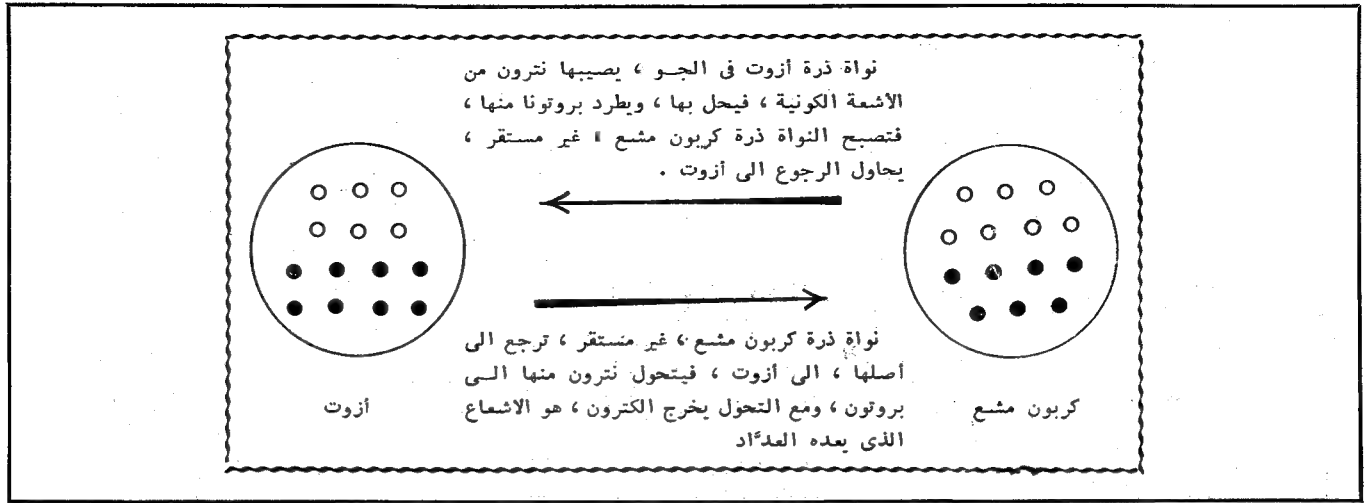 نواة ذرة أزوت فى الجو ، يصيبها نترون من
الأشعة الكونية ، فيحل بها ، ويطرد بروتونا منها ،
فتصبح النواة ذرة كربون مشع ، غير مستقر ،
يحاول الرجوع الى أزوت .
نواة ذرة كربون مشع ، غير مستقر ، ترجع الى
أصلها ، الى أزوت ، فيتحول نترون منها الى
بروتون ، ومع التحول يخرج الكترون ، هو الاشعاع
الذى يعده العدَّاد
كربون مشع
أزوت